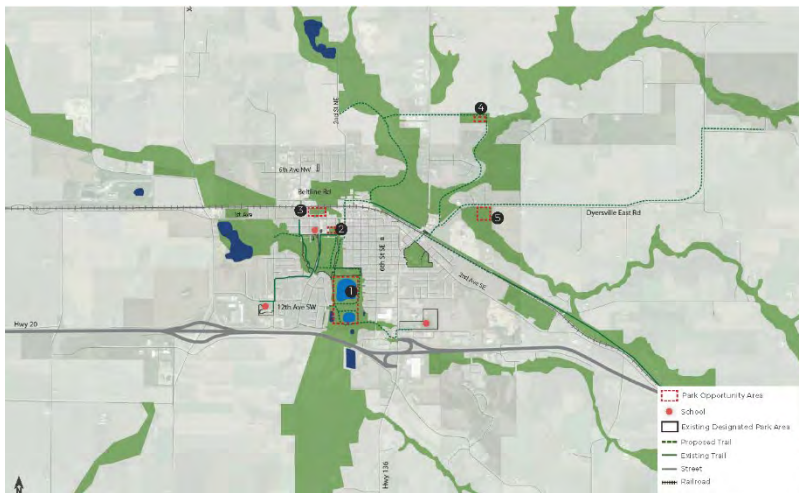 4
3rd St NE
6th Ave NW
Beltline Rd
3
1st Ave
5
Dyersville East Rd
2
6th St SE
2nd Ave SE
1
12th Ave SW
Hwy 20
Hwy 136
Park Opportunity Area
School
Existing Designated Park Area
Proposed Trail
Existing Trail
Street
Railroad
N